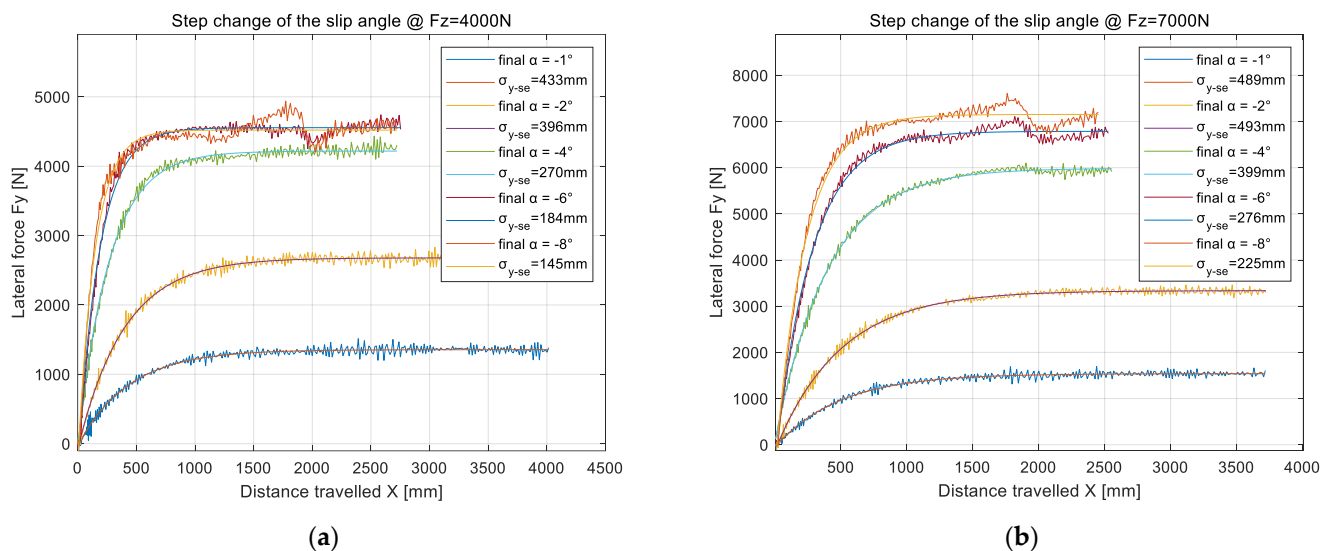 Step change of the slip angle @ Fz=4000N
Lateral force Fy [N]
5000
4000
3000
2000
1000
0
0 500 1000 1500 2000 2500 3000 3500 4000 4500
Distance travelled X [mm]
final α = -1°
σy-se=433mm
final α = -2°
σy-se=396mm
final α = -4°
σy-se=270mm
final α = -6°
σy-se=184mm
final α = -8°
σy-se=145mm
(a)
Step change of the slip angle @ Fz=7000N
Lateral force Fy [N]
8000
7000
6000
5000
4000
3000
2000
1000
0
500 1000 1500 2000 2500 3000 3500 4000
Distance travelled X [mm]
final α = -1°
σy-se=489mm
final α = -2°
σy-se=493mm
final α = -4°
σy-se=399mm
final α = -6°
σy-se=276mm
final α = -8°
σy-se=225mm
(b)